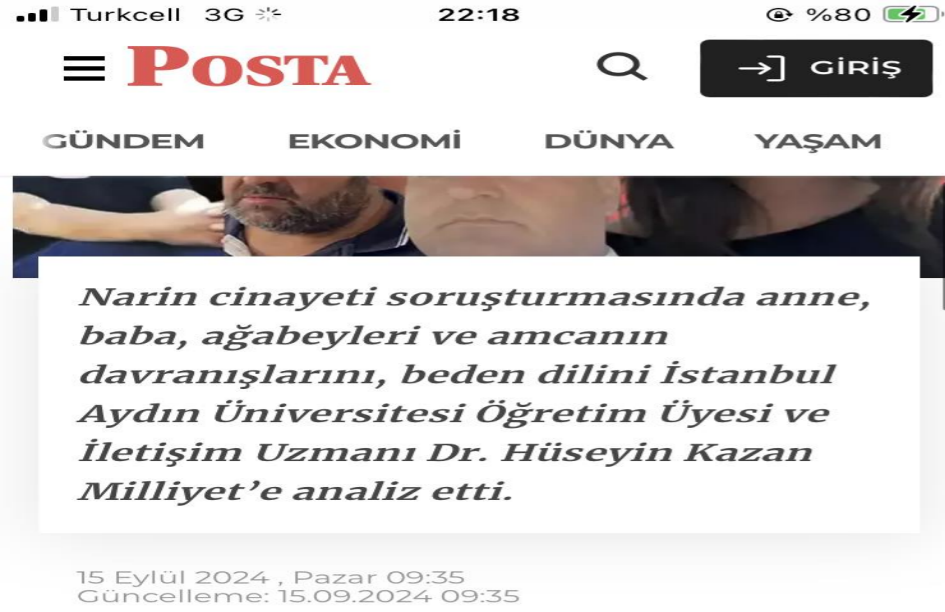 Turkcell 3G 22:18 %80
POSTA GİRİŞ
GÜNDEM EKONOMİ DÜNYA YAŞAM
Narin cinayeti soruşturmasında anne,
baba, ağabeyleri ve amcanın
davranışlarını, beden dilini İstanbul
Aydın Üniversitesi Öğretim Üyesi ve
İletişim Uzmanı Dr. Hüseyin Kazan
Milliyet’e analiz etti.
15 Eylül 2024 , Pazar 09:35
Güncelleme: 15.09.2024 09:35